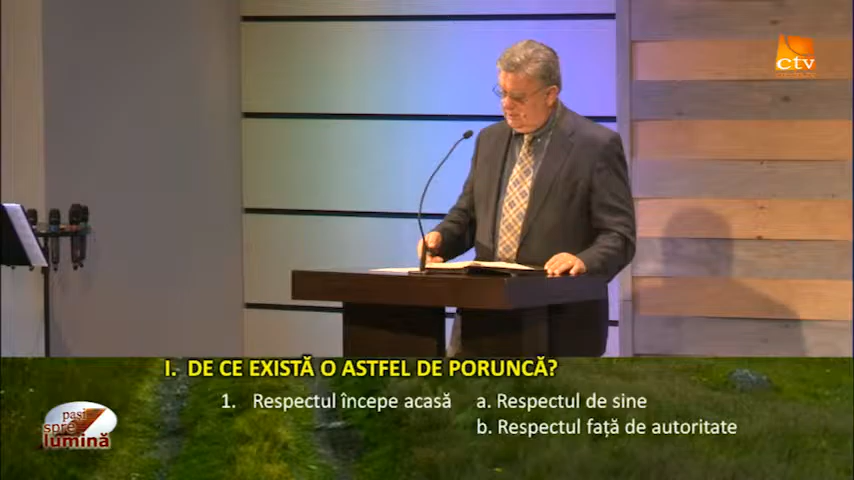 ctv
I. DE CE EXISTĂ O ASTFEL DE PORUNCĂ?
1. Respectul începe acasă a. Respectul de sine
b. Respectul față de autoritate
pași
spre
lumină